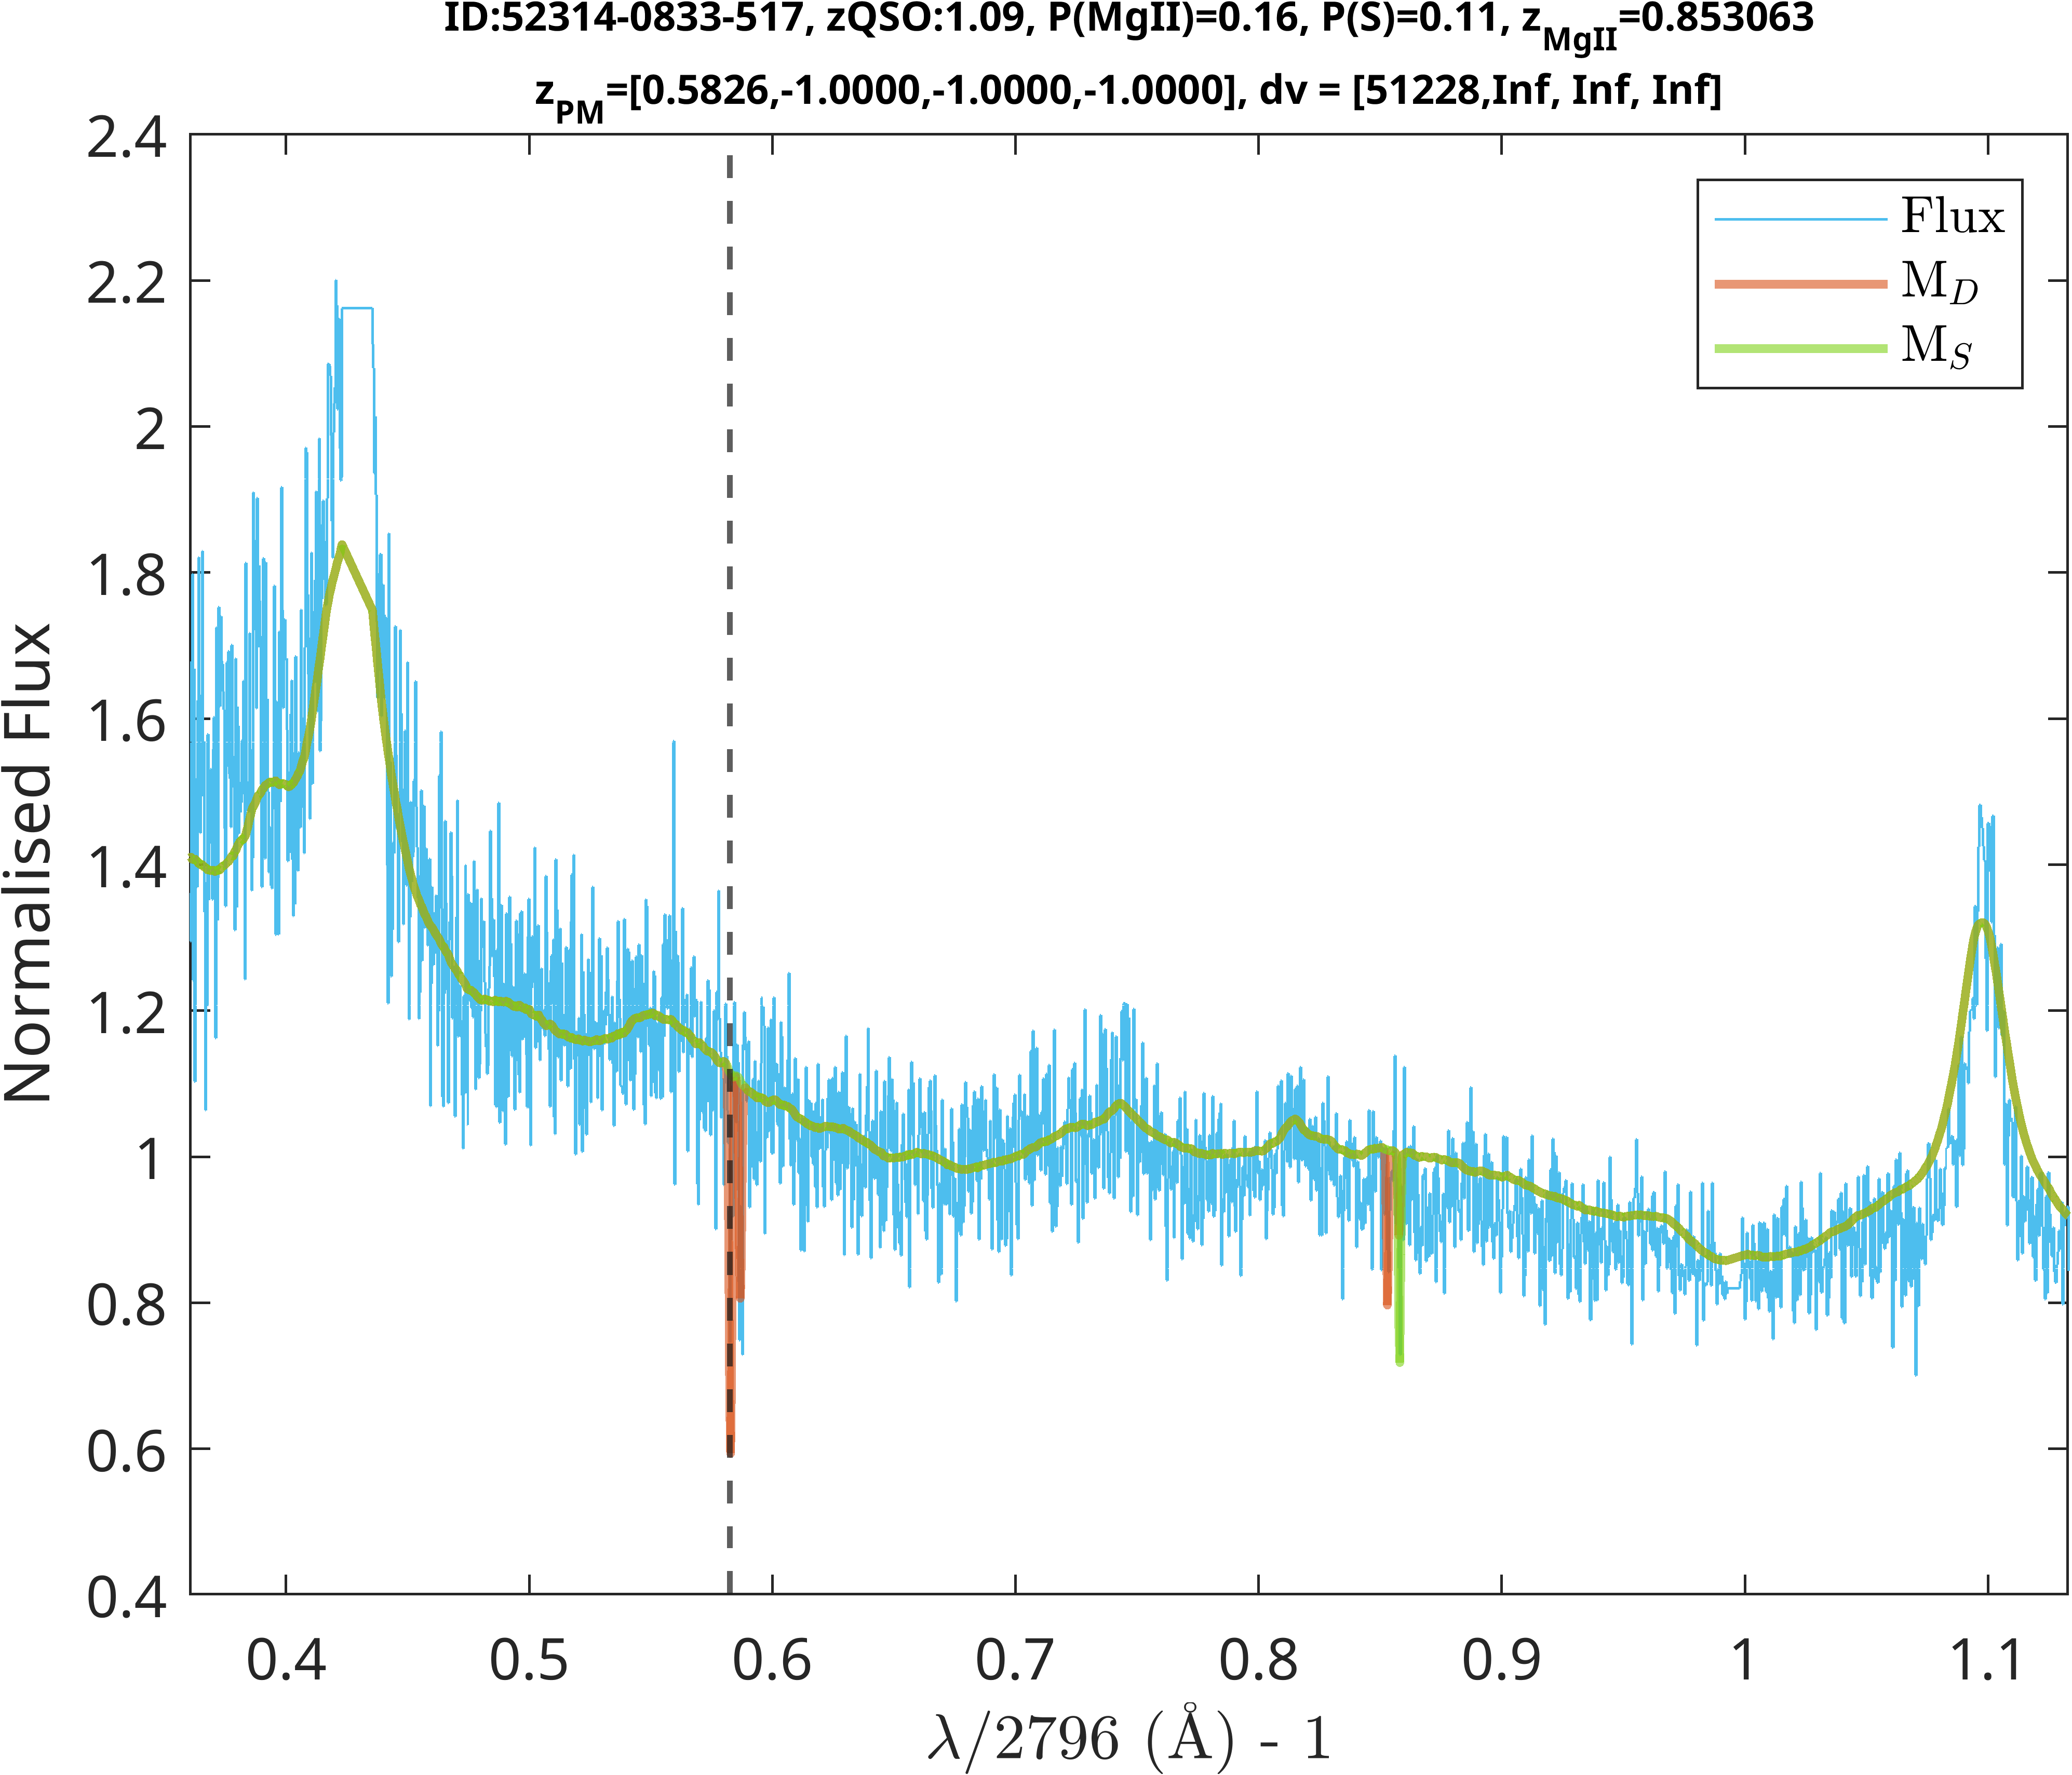 ID:52314-0833-517, zQSO:1.09, P(MgII)=0.16, P(S)=0.11, zMgII=0.853063
zPM=[0.5826,-1.0000,-1.0000,-1.0000], dv = [51228,Inf, Inf, Inf]
2.4
2.2
2
1.8
1.6
1.4
1.2
1
0.8
0.6
0.4
Normalised Flux
Flux
MD
MS
0.4 0.5 0.6 0.7 0.8 0.9 1 1.1
λ/2796 (Å) - 1